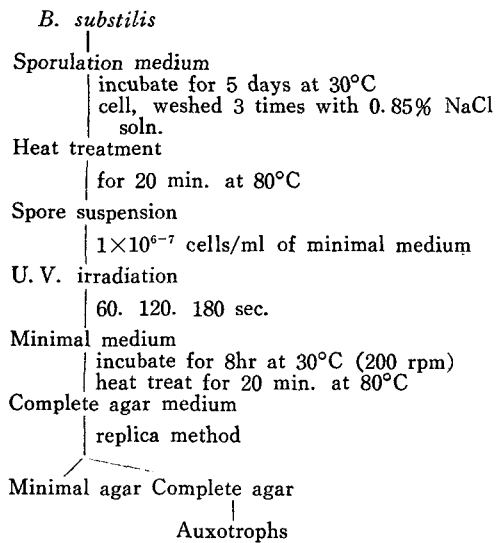 B. substilis
Sporulation medium
incubate for 5 days at 30°C
cell, weshed 3 times with 0.85% NaCl
soln.
Heat treatment
for 20 min. at 80°C
Spore suspension
1×10⁶⁻⁷ cells/ml of minimal medium
U. V. irradiation
60. 120. 180 sec.
Minimal medium
incubate for 8hr at 30°C (200 rpm)
heat treat for 20 min. at 80°C
Complete agar medium
replica method
Minimal agar Complete agar
Auxotrophs